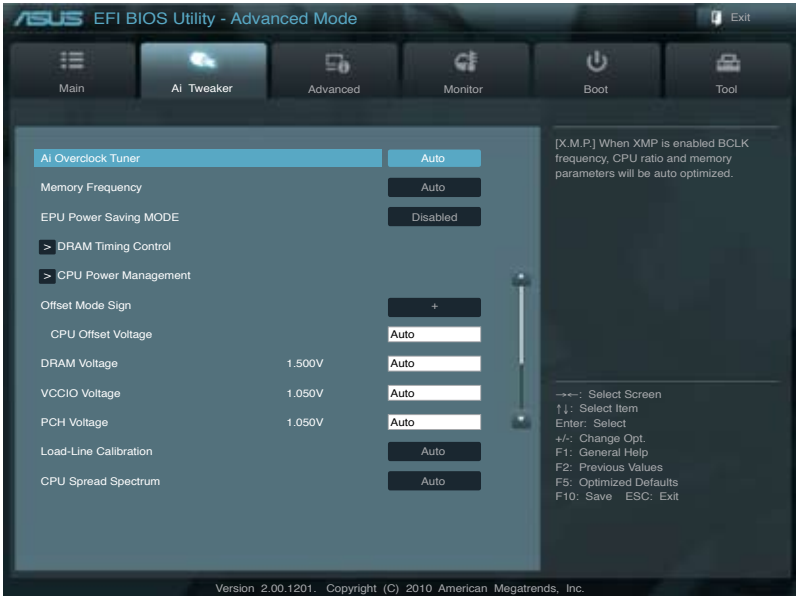 ASUS EFI BIOS Utility - Advanced Mode
Exit
Main
Ai Tweaker
Advanced
Monitor
Boot
Tool
Ai Overclock Tuner Auto
Memory Frequency Auto
EPU Power Saving MODE Disabled
> DRAM Timing Control
> CPU Power Management
Offset Mode Sign +
CPU Offset Voltage Auto
DRAM Voltage 1.500V Auto
VCCIO Voltage 1.050V Auto
PCH Voltage 1.050V Auto
Load-Line Calibration Auto
CPU Spread Spectrum Auto
[X.M.P.] When XMP is enabled BCLK
frequency, CPU ratio and memory
parameters will be auto optimized.
→←: Select Screen
↑↓: Select Item
Enter: Select
+/-: Change Opt.
F1: General Help
F2: Previous Values
F5: Optimized Defaults
F10: Save ESC: Exit
Version 2.00.1201. Copyright (C) 2010 American Megatrends, Inc.